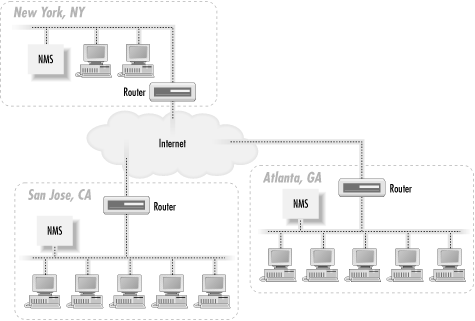 New York, NY
NMS
Router
Internet
San Jose, CA
Router
NMS
Atlanta, GA
Router
NMS